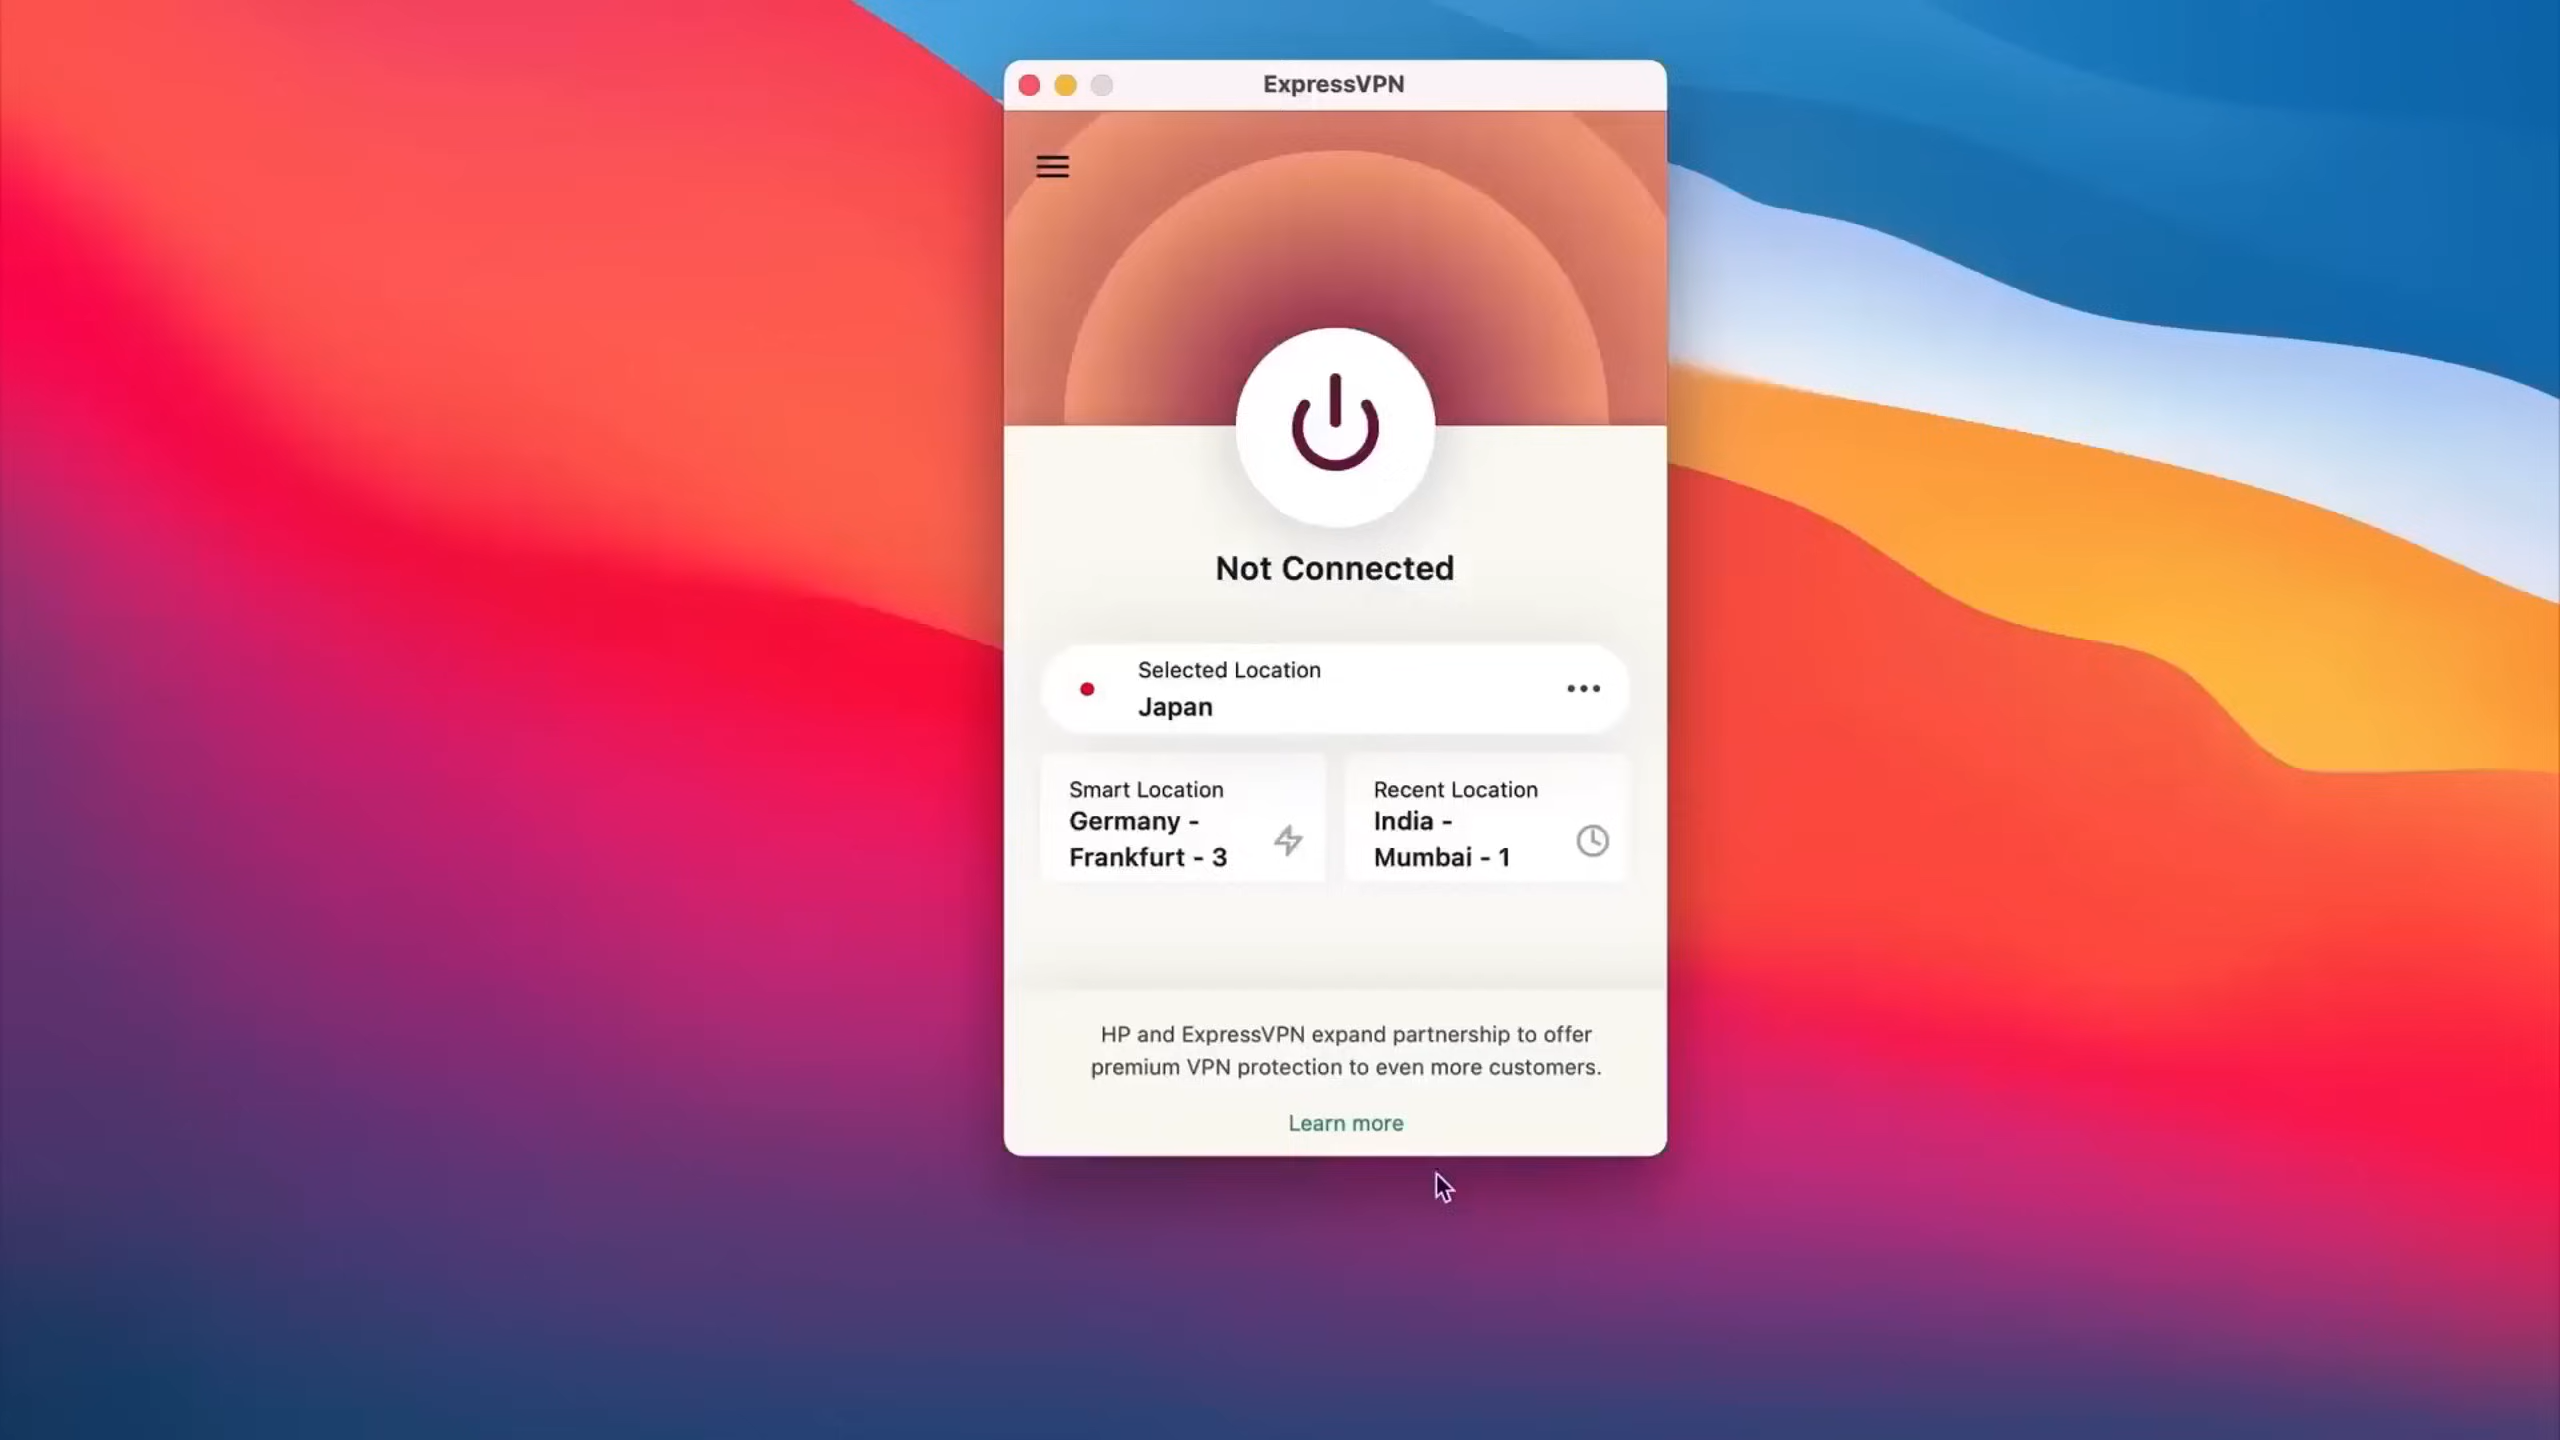 ExpressVPN
Not Connected
Selected Location
Japan
Smart Location
Germany -
Frankfurt - 3
Recent Location
India -
Mumbai - 1
HP and ExpressVPN expand partnership to offer
premium VPN protection to even more customers.
Learn more